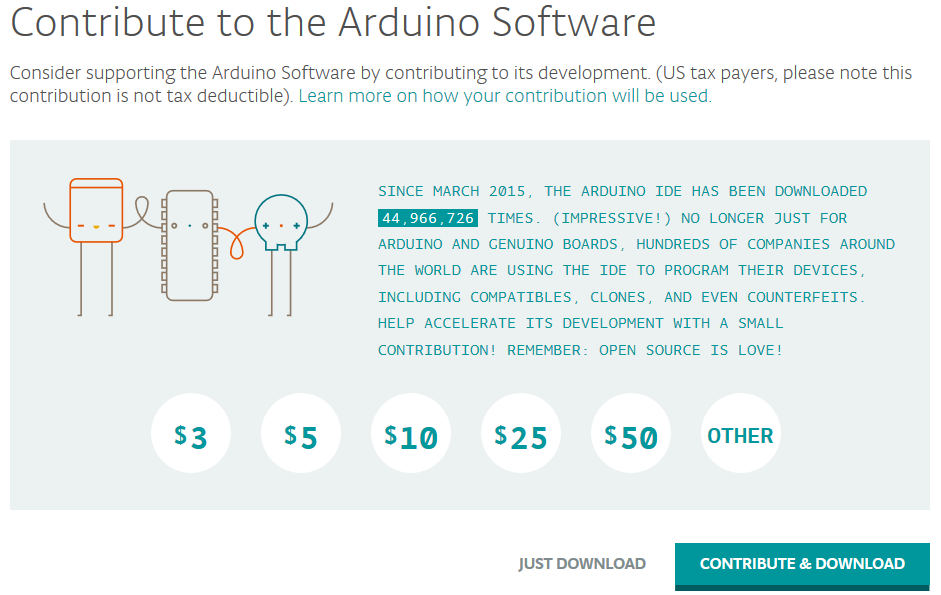 Contribute to the Arduino Software
Consider supporting the Arduino Software by contributing to its development. (US tax payers, please note this
contribution is not tax deductible). Learn more on how your contribution will be used.
SINCE MARCH 2015, THE ARDUINO IDE HAS BEEN DOWNLOADED
44,966,726 TIMES. (IMPRESSIVE!) NO LONGER JUST FOR
ARDUINO AND GENUINO BOARDS, HUNDREDS OF COMPANIES AROUND
THE WORLD ARE USING THE IDE TO PROGRAM THEIR DEVICES,
INCLUDING COMPATIBLES, CLONES, AND EVEN COUNTERFEITS.
HELP ACCELERATE ITS DEVELOPMENT WITH A SMALL
CONTRIBUTION! REMEMBER: OPEN SOURCE IS LOVE!
$3 $5 $10 $25 $50 OTHER
JUST DOWNLOAD CONTRIBUTE & DOWNLOAD